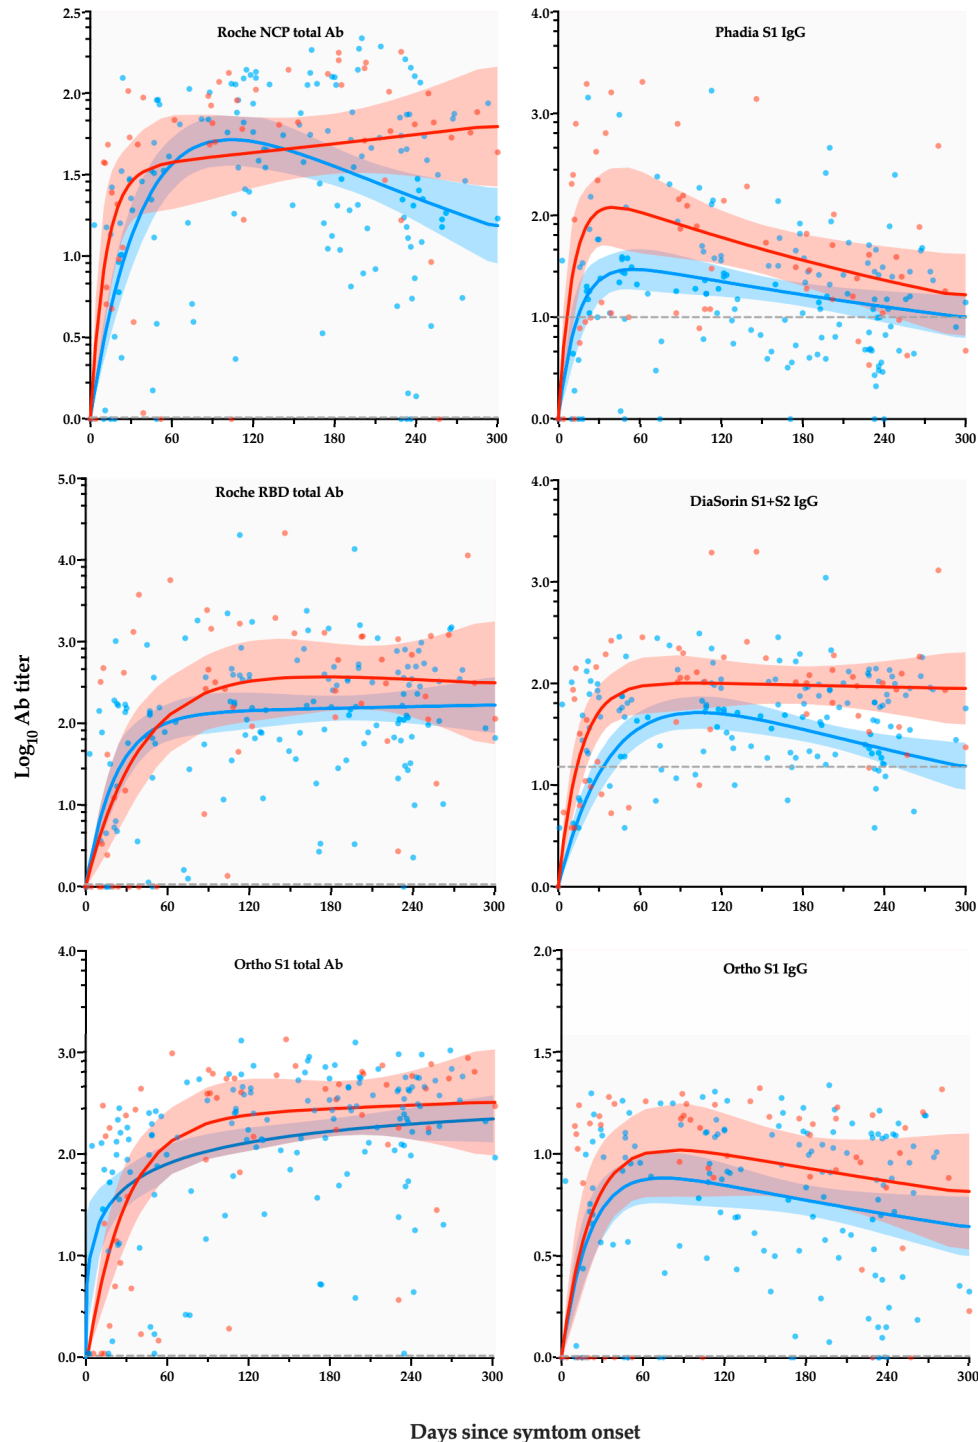 Roche NCP total Ab
2.5
2.0
1.5
1.0
0.5
0.0
0 60 120 180 240 300
Phadia S1 IgG
4.0
3.0
2.0
1.0
0.0
0 60 120 180 240 300
Log10 Ab titer
Roche RBD total Ab
5.0
4.0
3.0
2.0
1.0
0.0
0 60 120 180 240 300
DiaSorin S1+S2 IgG
4.0
3.0
2.0
1.0
0.0
0 60 120 180 240 300
Ortho S1 total Ab
4.0
3.0
2.0
1.0
0.0
0 60 120 180 240 300
Ortho S1 IgG
2.0
1.5
1.0
0.5
0.0
0 60 120 180 240 300
Days since symtom onset